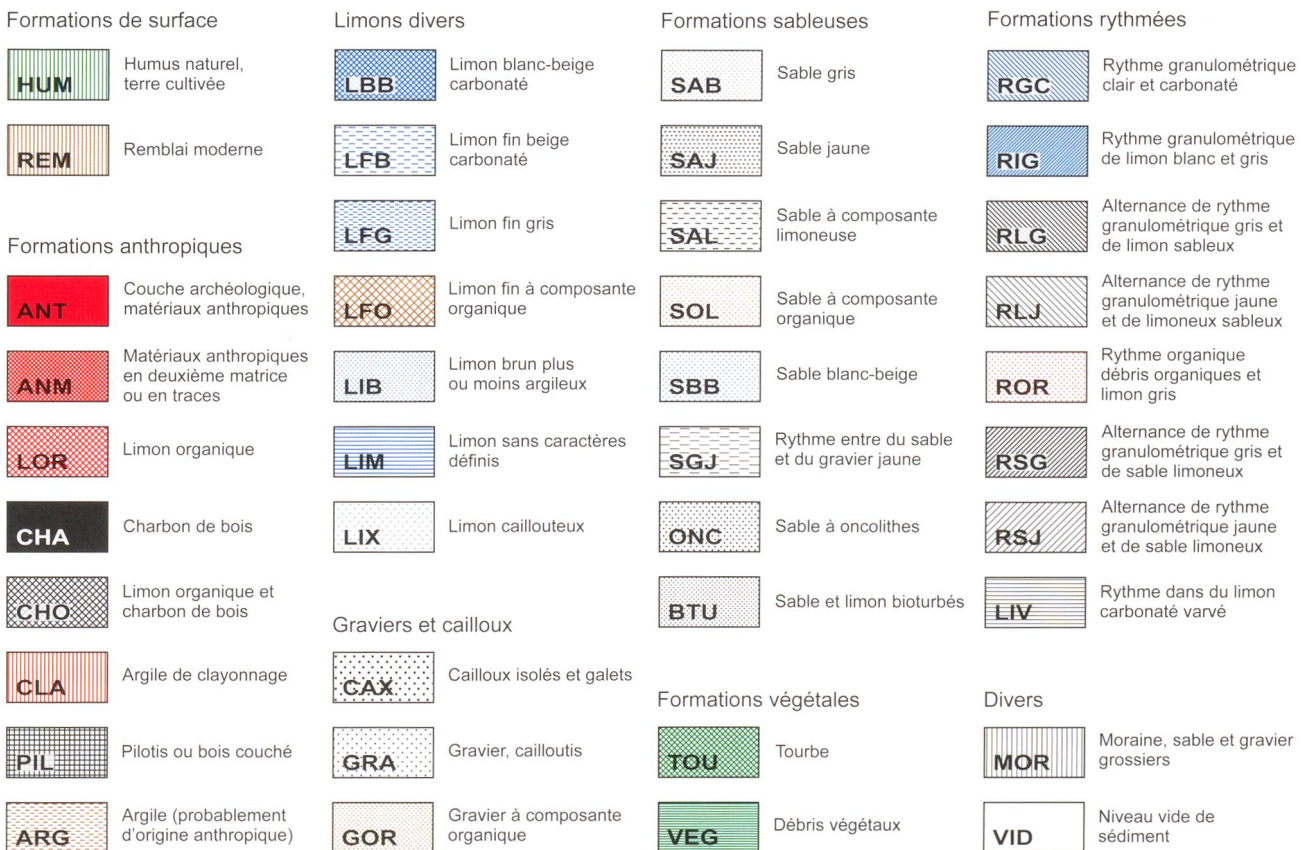 Formations de surface
HUM
Humus naturel,
terre cultivée
REM
Remblai moderne
Formations anthropiques
ANT
Couche archéologique,
matériaux anthropiques
ANM
Matériaux anthropiques
en deuxième matrice
ou en traces
LOR
Limon organique
CHA
Charbon de bois
CHO
Limon organique et
charbon de bois
CLA
Argile de clayonnage
PIL
Pilotis ou bois couché
ARG
Argile (probablement
d'origine anthropique)
Limons divers
LBB
Limon blanc-beige
carbonaté
LFB
Limon fin beige
carbonaté
LFG
Limon fin gris
LFO
Limon fin à composante
organique
LIB
Limon brun plus
ou moins argileux
LIM
Limon sans caractères
définis
LIX
Limon caillouteux
Graviers et cailloux
CAX
Cailloux isolés et galets
GRA
Gravier, cailloutis
GOR
Gravier à composante
organique
Formations sableuses
SAB
Sable gris
SAJ
Sable jaune
SAL
Sable à composante
limoneuse
SOL
Sable à composante
organique
SBB
Sable blanc-beige
SGJ
Rythme entre du sable
et du gravier jaune
ONC
Sable à oncolithes
BTU
Sable et limon bioturbés
Formations végétales
TOU
Tourbe
VEG
Débris végétaux
Formations rythmées
RGC
Rythme granulométrique
clair et carbonaté
RIG
Rythme granulométrique
de limon blanc et gris
RLG
Alternance de rythme
granulométrique gris et
de limon sableux
RLJ
Alternance de rythme
granulométrique jaune
et de limoneux sableux
ROR
Rythme organique
débris organiques et
limon gris
RSG
Alternance de rythme
granulométrique gris et
de sable limoneux
RSJ
Alternance de rythme
granulométrique jaune
et de sable limoneux
LIV
Rythme dans du limon
carbonaté varvé
Divers
MOR
Moraine, sable et gravier
grossiers
VID
Niveau vide de
sédiment